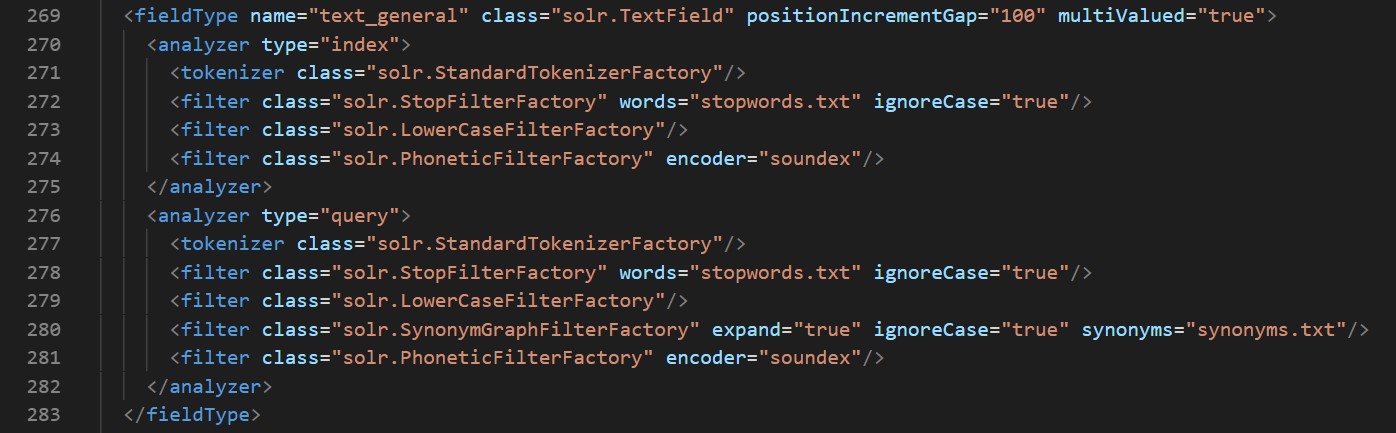 269 <fieldType name="text_general" class="solr.TextField" positionIncrementGap="100" multiValued="true">
270 <analyzer type="index">
271 <tokenizer class="solr.StandardTokenizerFactory"/>
272 <filter class="solr.StopFilterFactory" words="stopwords.txt" ignoreCase="true"/>
273 <filter class="solr.LowerCaseFilterFactory"/>
274 <filter class="solr.PhoneticFilterFactory" encoder="soundex"/>
275 </analyzer>
276 <analyzer type="query">
277 <tokenizer class="solr.StandardTokenizerFactory"/>
278 <filter class="solr.StopFilterFactory" words="stopwords.txt" ignoreCase="true"/>
279 <filter class="solr.LowerCaseFilterFactory"/>
280 <filter class="solr.SynonymGraphFilterFactory" expand="true" ignoreCase="true" synonyms="synonyms.txt"/>
281 <filter class="solr.PhoneticFilterFactory" encoder="soundex"/>
282 </analyzer>
283 </fieldType>